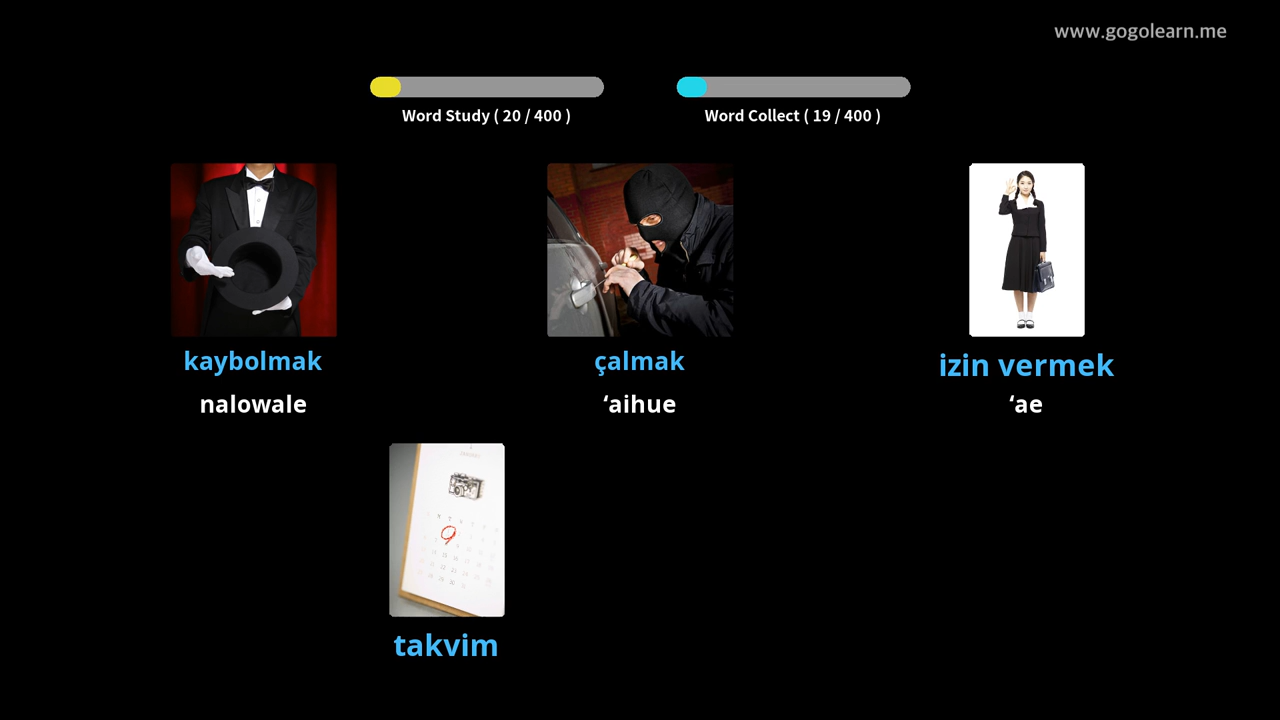 www.gogolearn.me
Word Study ( 20 / 400 )
Word Collect ( 19 / 400 )
kaybolmak
çalmak
izin vermek
nalowale
ʻaihue
ʻae
takvim